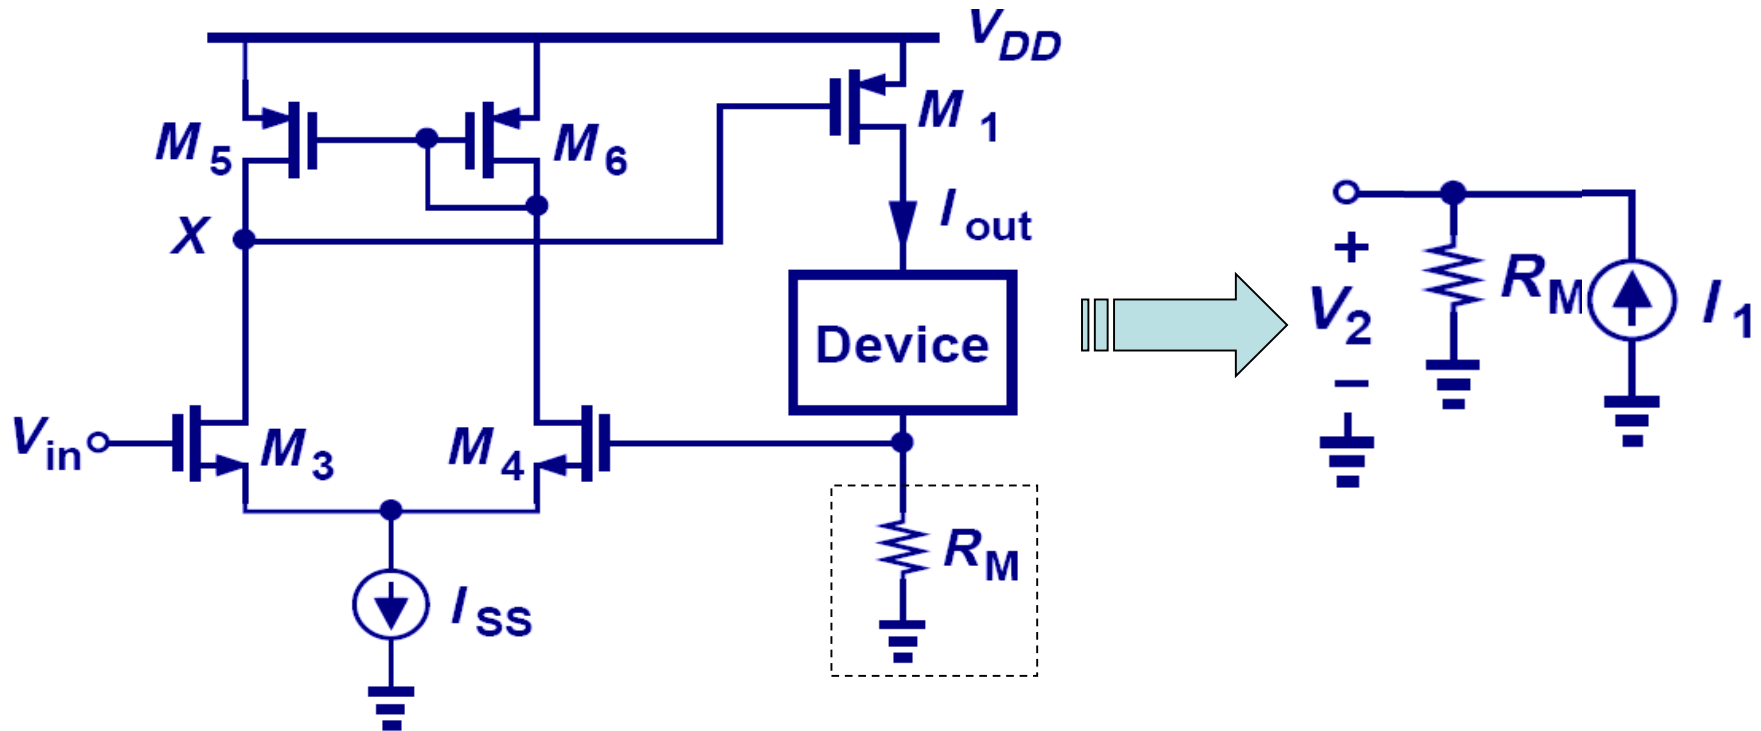 V_DD
M_5
M_6
M_1
X
I_out
Device
R_M
I_1
V_2
V_in
M_3
M_4
R_M
I_SS
+
−